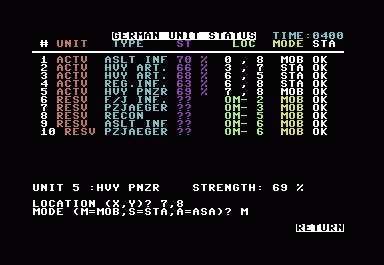 GERMAN UNIT STATUS TIME:0400
# UNIT TYPE ST LOC MODE STA
1 ACTV ASLT INF 70 % 0 , 8 MOB OK
2 ACTV HVY ART. 66 % 3 , 7 MOB OK
3 ACTV HVY ART. 68 % 6 , 5 MOB OK
4 ACTV REG.INF. 63 % 6 , 8 MOB OK
5 ACTV HVY PNZR 69 % 7 , 8 MOB OK
6 RESV F/J INF. ?? OM- 2 MOB OK
7 RESV PZJAEGER ?? OM- 3 MOB OK
8 RESV RECON ?? OM- 5 MOB OK
9 RESV ASLT INF ?? OM- 6 MOB OK
10 RESV PZJAEGER ?? OM- 6 MOB OK
UNIT 5 :HVY PNZR STRENGTH: 69 %
LOCATION (X,Y)? 7,8
MODE (M=MOB,S=STA,A=ASA)? M
RETURN